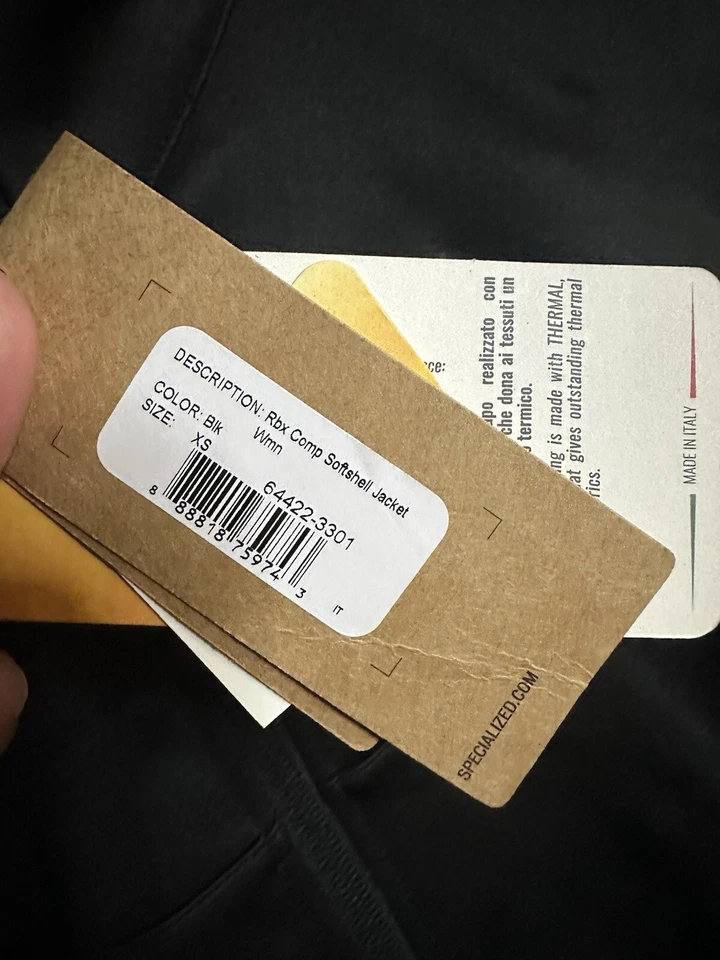 DESCRIPTION: Rbx Comp Softshell Jacket
Wmn
COLOR: Blk
SIZE: XS
64422-3301
8 88818 75974 3
IT
SPECIALIZED.COM
realizzato con
che dona ai tessuti un
termico.
is made with THERMAL,
gives outstanding thermal
MADE IN ITALY